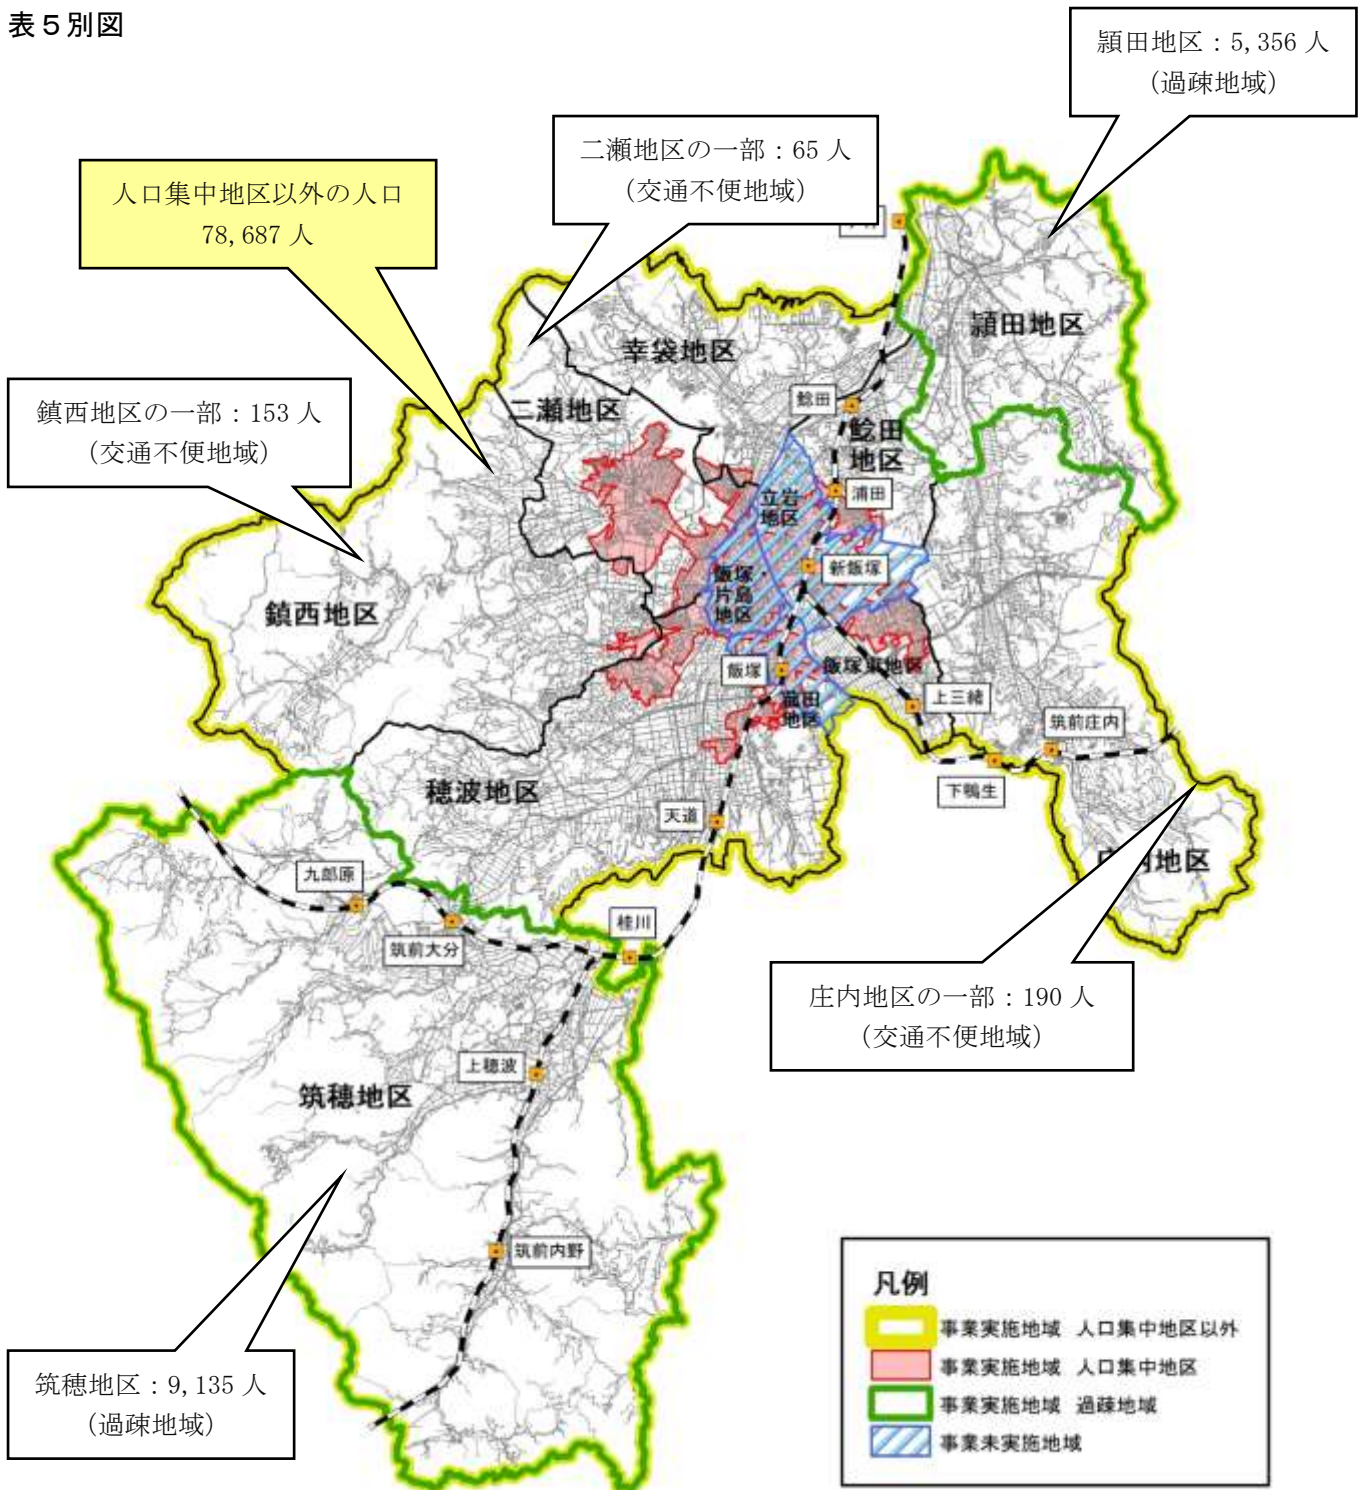 表５別図
頴田地区：5,356 人
（過疎地域）
二瀬地区の一部：65 人
（交通不便地域）
人口集中地区以外の人口
78,687 人
鎮西地区の一部：153 人
（交通不便地域）
頴田地区
幸袋地区
二瀬地区
鯰田
鯰田
地区
浦田
立岩
地区
新飯塚
飯塚・
片島
地区
鎮西地区
飯塚
飯塚東地区
菰田
地区
上三緒
筑前庄内
下鴨生
穂波地区
天道
庄内地区
九郎原
筑前大分
桂川
庄内地区の一部：190 人
（交通不便地域）
上穂波
筑穂地区
筑前内野
筑穂地区：9,135 人
（過疎地域）
凡例
事業実施地域　人口集中地区以外
事業実施地域　人口集中地区
事業実施地域　過疎地域
事業未実施地域